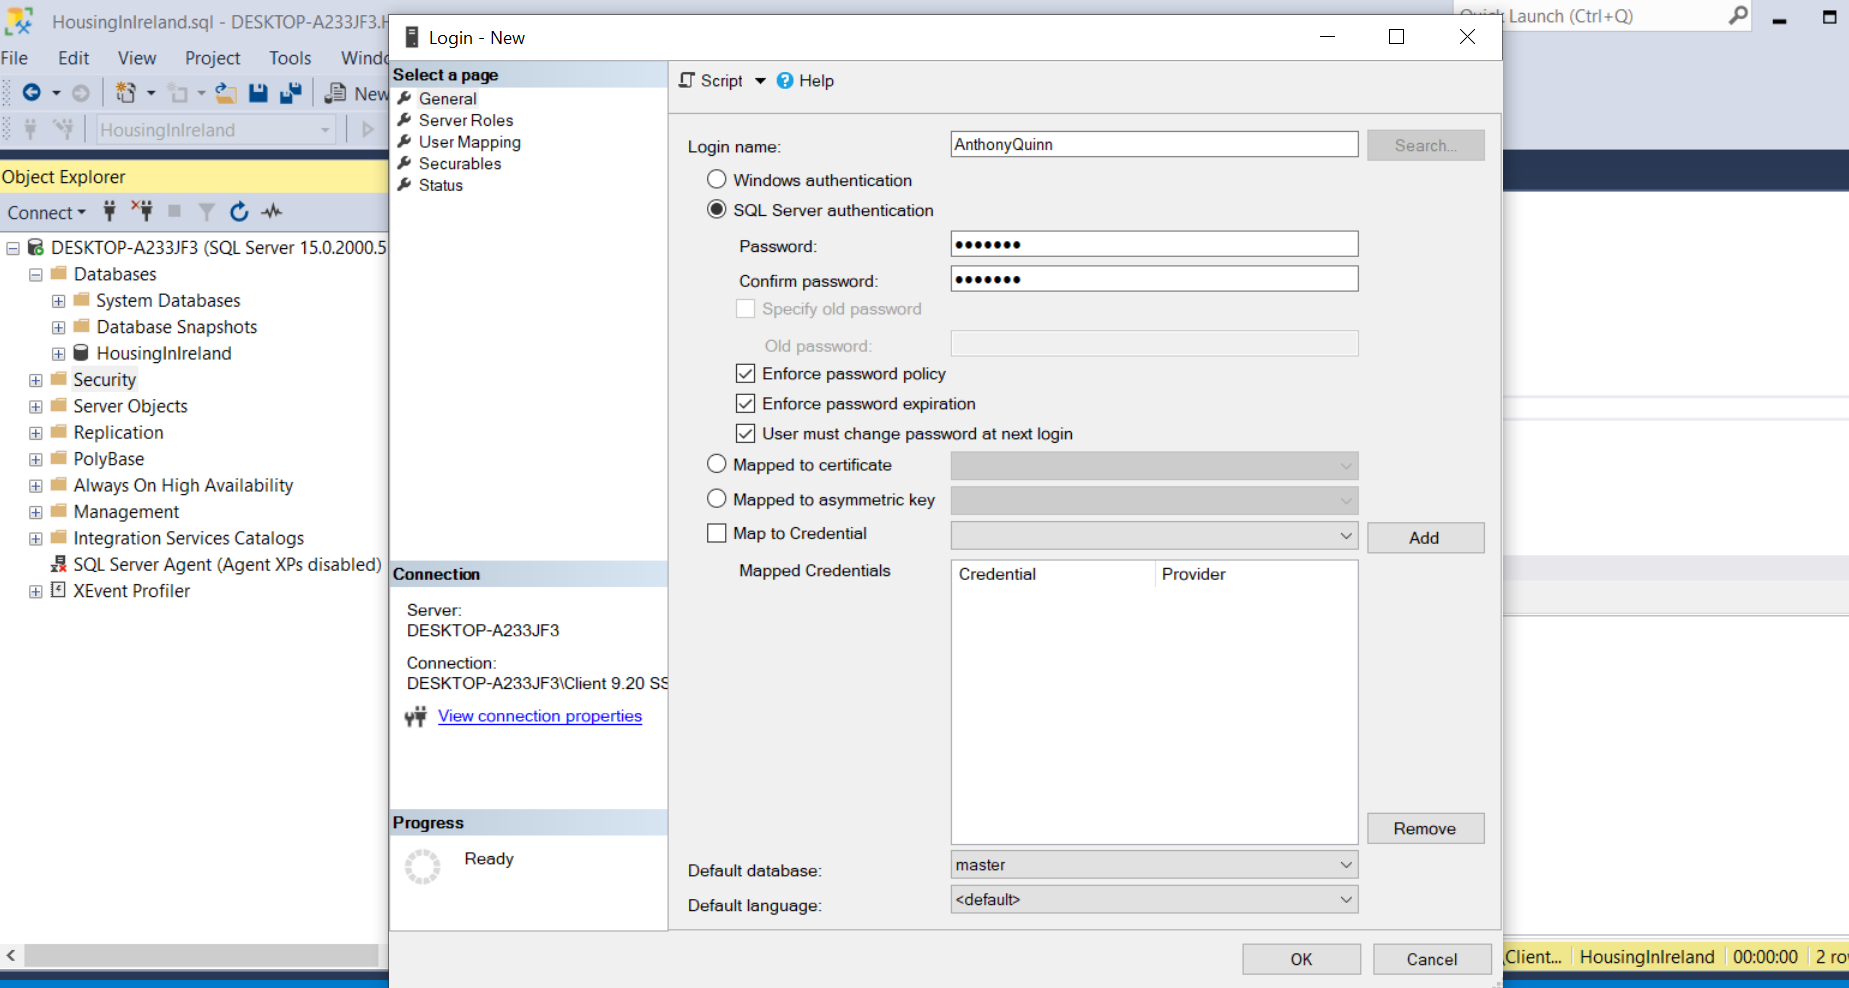 HousingInIreland.sql - DESKTOP-A233JF3.H
Quick Launch (Ctrl+Q)
File Edit View Project Tools Windo
New
HousingInIreland
Object Explorer
Connect
DESKTOP-A233JF3 (SQL Server 15.0.2000.5
Databases
System Databases
Database Snapshots
HousingInIreland
Security
Server Objects
Replication
PolyBase
Always On High Availability
Management
Integration Services Catalogs
SQL Server Agent (Agent XPs disabled)
XEvent Profiler
Login - New
Select a page
General
Server Roles
User Mapping
Securables
Status
Connection
Server:
DESKTOP-A233JF3
Connection:
DESKTOP-A233JF3\Client 9.20 SS
View connection properties
Progress
Ready
Script Help
Login name: AnthonyQuinn Search...
Windows authentication
SQL Server authentication
Password: •••••••
Confirm password: •••••••
Specify old password
Old password:
Enforce password policy
Enforce password expiration
User must change password at next login
Mapped to certificate
Mapped to asymmetric key
Map to Credential Add
Mapped Credentials Credential Provider
Remove
Default database: master
Default language: <default>
OK Cancel
\Client... HousingInIreland 00:00:00 2 ro